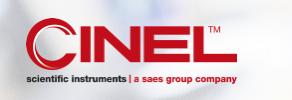 CINEL™
scientific instruments | a saes group company